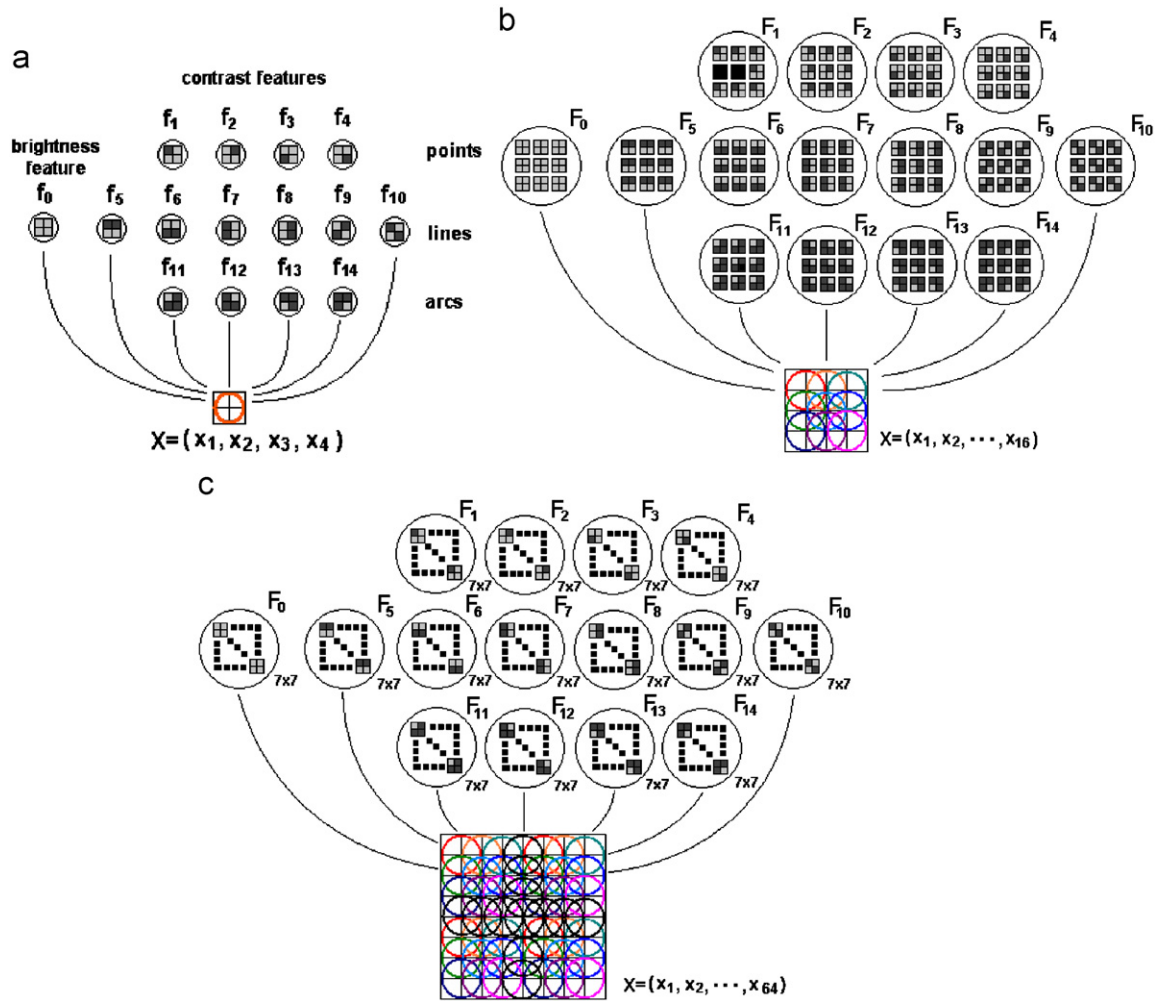 a
contrast features
f1 f2 f3 f4
points
brightness
feature
f0 f5 f6 f7 f8 f9 f10
lines
f11 f12 f13 f14
arcs
X=(x1, x2, x3, x4)
b
F1 F2 F3 F4
F0 F5 F6 F7 F8 F9 F10
F11 F12 F13 F14
X=(x1, x2, ···, x16)
c
F1 F2 F3 F4
7x7 7x7 7x7 7x7
F0 F5 F6 F7 F8 F9 F10
7x7 7x7 7x7 7x7 7x7 7x7 7x7
F11 F12 F13 F14
7x7 7x7 7x7 7x7
X=(x1, x2, ···, x64)